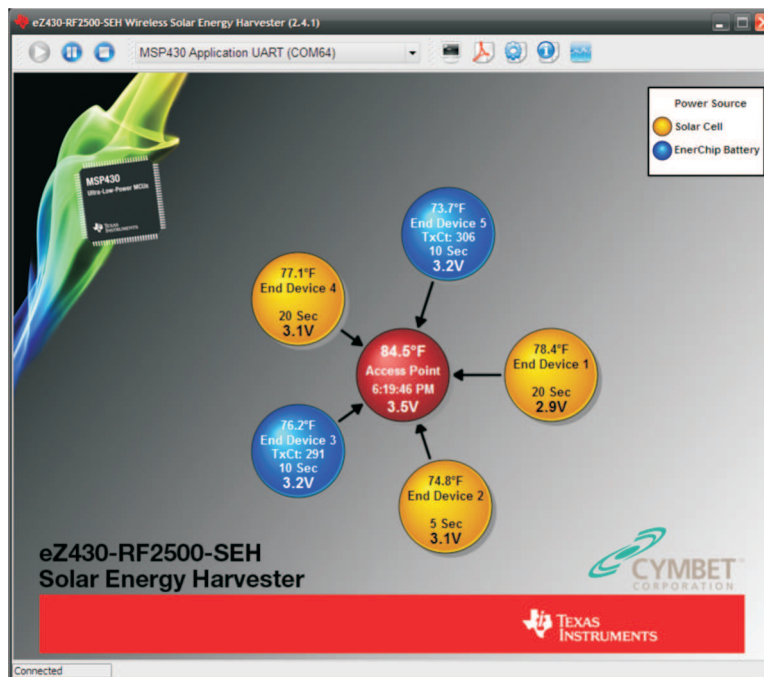 eZ430-RF2500-SEH Wireless Solar Energy Harvester (2.4.1)
MSP430 Application UART (COM64)
Power Source
Solar Cell
EnerChip Battery
MSP430
Ultra-Low-Power MCUs
TEXAS
INSTRUMENTS
73.7°F
End Device 5
TxCt: 306
10 Sec
3.2V
77.1°F
End Device 4
20 Sec
3.1V
84.5°F
Access Point
6:19:46 PM
3.5V
78.4°F
End Device 1
20 Sec
2.9V
76.2°F
End Device 3
TxCt: 291
10 Sec
3.2V
74.8°F
End Device 2
5 Sec
3.1V
eZ430-RF2500-SEH
Solar Energy Harvester
CYMBET™
CORPORATION
TEXAS
INSTRUMENTS
Connected